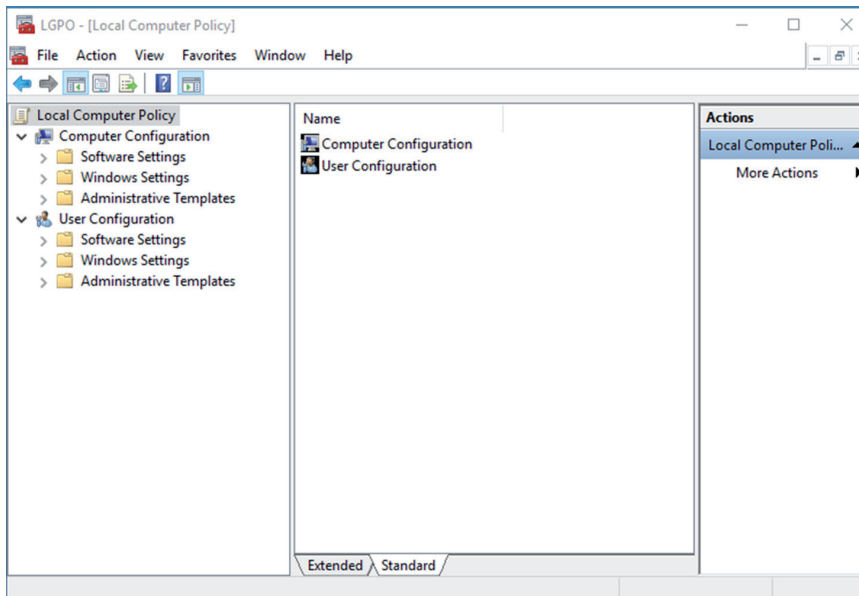 LGPO - [Local Computer Policy]
File Action View Favorites Window Help
Local Computer Policy
Computer Configuration
Software Settings
Windows Settings
Administrative Templates
User Configuration
Software Settings
Windows Settings
Administrative Templates
Name
Computer Configuration
User Configuration
Extended Standard
Actions
Local Computer Poli...
More Actions